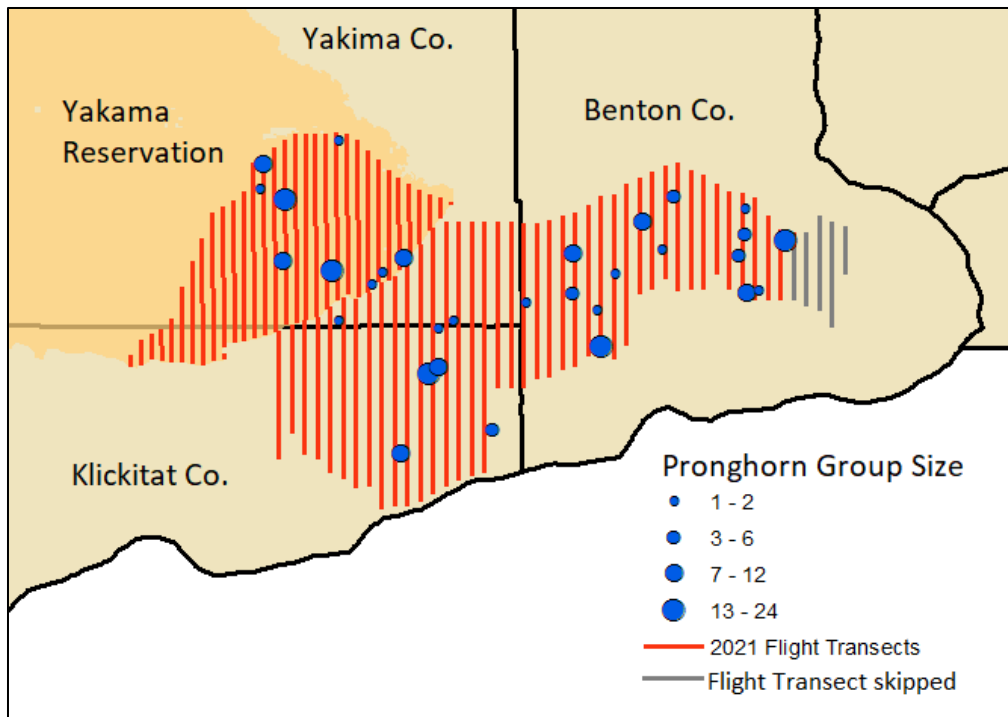 Yakima Co.
Yakama
Reservation
Benton Co.
Klickitat Co.
Pronghorn Group Size
1 - 2
3 - 6
7 - 12
13 - 24
2021 Flight Transects
Flight Transect skipped